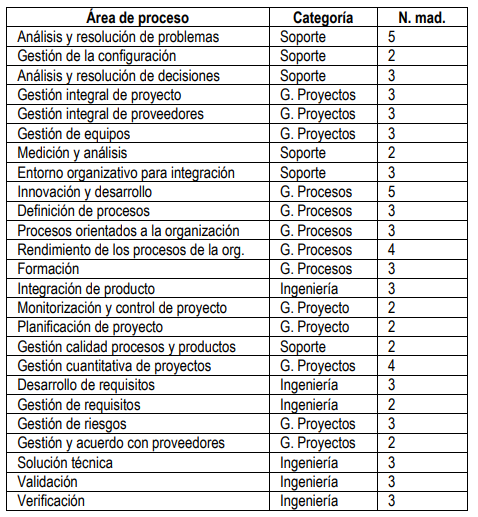 Área de proceso Categoría N. mad.
Análisis y resolución de problemas Soporte 5
Gestión de la configuración Soporte 2
Análisis y resolución de decisiones Soporte 3
Gestión integral de proyecto G. Proyectos 3
Gestión integral de proveedores G. Proyectos 3
Gestión de equipos G. Proyectos 3
Medición y análisis Soporte 2
Entorno organizativo para integración Soporte 3
Innovación y desarrollo G. Procesos 5
Definición de procesos G. Procesos 3
Procesos orientados a la organización G. Procesos 3
Rendimiento de los procesos de la org. G. Procesos 4
Formación G. Procesos 3
Integración de producto Ingeniería 3
Monitorización y control de proyecto G. Proyecto 2
Planificación de proyecto G. Proyecto 2
Gestión calidad procesos y productos Soporte 2
Gestión cuantitativa de proyectos G. Proyectos 4
Desarrollo de requisitos Ingeniería 3
Gestión de requisitos Ingeniería 2
Gestión de riesgos G. Proyectos 3
Gestión y acuerdo con proveedores G. Proyectos 2
Solución técnica Ingeniería 3
Validación Ingeniería 3
Verificación Ingeniería 3